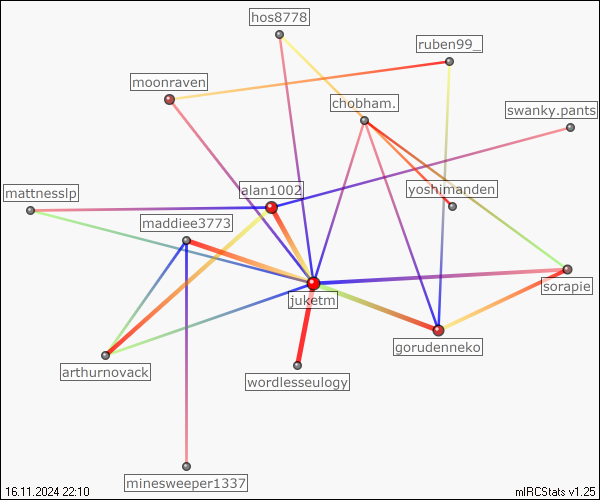 hos8778
ruben99_
moonraven
chobham.
swanky.pants
alan1002
yoshimanden
mattnesslp
maddiee3773
sorapie
juketm
gorudenneko
arthurnovack
wordlesseulogy
minesweeper1337
16.11.2024 22:10
mIRCStats v1.25